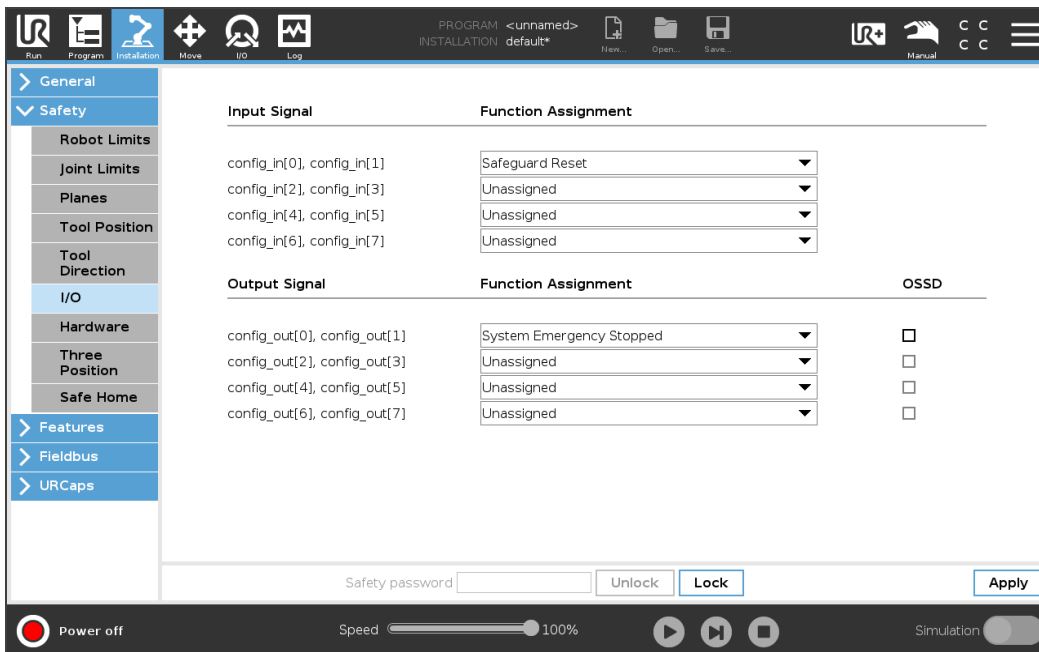 PROGRAM <unnamed>
INSTALLATION default*
UR
Run
Program
Installation
Move
I/O
Log
New...
Open...
Save...
UR+
Manual
C C
C C
General
Safety
Robot Limits
Joint Limits
Planes
Tool Position
Tool
Direction
I/O
Hardware
Three
Position
Safe Home
Features
Fieldbus
URCaps
Input Signal Function Assignment
config_in[0], config_in[1] Safeguard Reset
config_in[2], config_in[3] Unassigned
config_in[4], config_in[5] Unassigned
config_in[6], config_in[7] Unassigned
Output Signal Function Assignment OSSD
config_out[0], config_out[1] System Emergency Stopped
config_out[2], config_out[3] Unassigned
config_out[4], config_out[5] Unassigned
config_out[6], config_out[7] Unassigned
Safety password Unlock Lock Apply
Power off Speed 100% Simulation